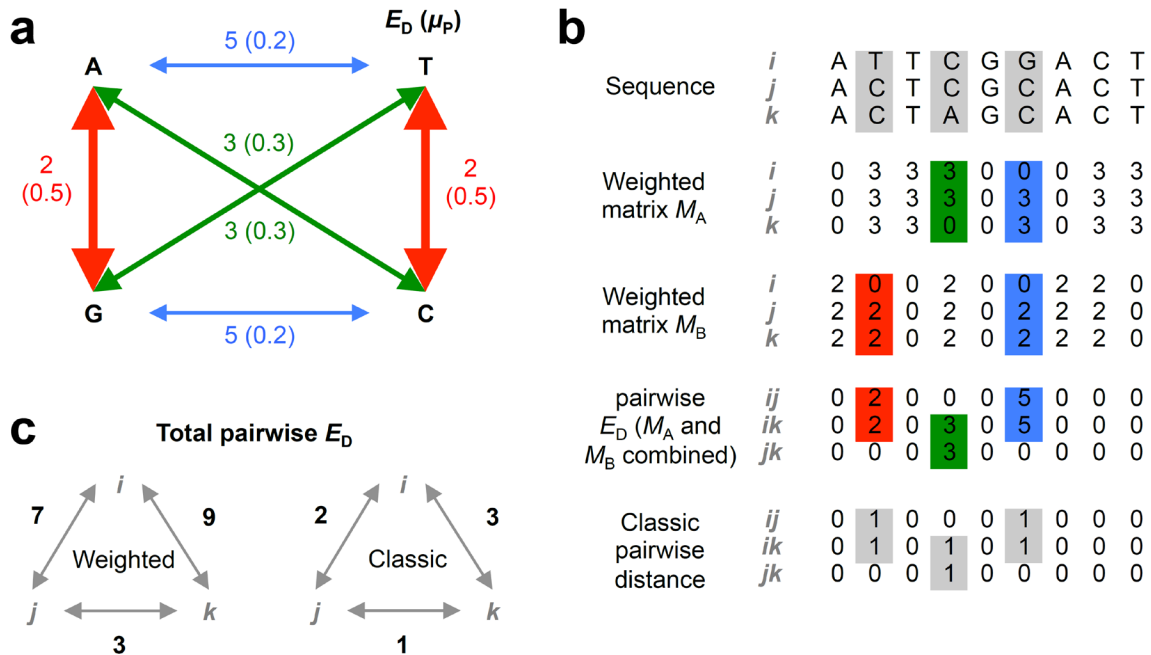 a
E_D (μ_P)
5 (0.2)
A T
3 (0.3)
2 (0.5)
2 (0.5)
3 (0.3)
G C
5 (0.2)
b
Sequence
i A T T C G G A C T
j A C T C G C A C T
k A C T A G C A C T
Weighted matrix M_A
i 0 3 3 3 0 0 0 3 3
j 0 3 3 3 0 3 0 3 3
k 0 3 3 0 0 3 0 3 3
Weighted matrix M_B
i 2 0 0 2 0 0 2 2 0
j 2 2 0 2 0 2 2 2 0
k 2 2 0 2 0 2 2 2 0
pairwise E_D (M_A and M_B combined)
ij 0 2 0 0 0 5 0 0 0
ik 0 2 0 3 0 5 0 0 0
jk 0 0 0 3 0 0 0 0 0
Classic pairwise distance
ij 0 1 0 0 0 1 0 0 0
ik 0 1 0 1 0 1 0 0 0
jk 0 0 0 1 0 0 0 0 0
c
Total pairwise E_D
i
7 9
Weighted
j k
3
i
2 3
Classic
j k
1